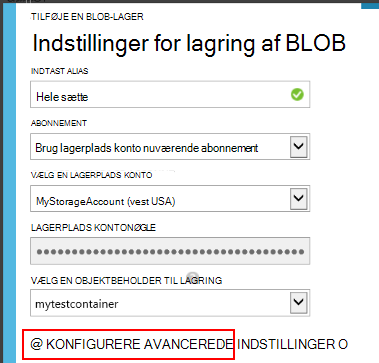 TILFØJE EN BLOB-LAGER
Indstillinger for lagring af BLOB
INDTAST ALIAS
Hele sætte
ABONNEMENT
Brug lagerplads konto nuværende abonnement
VÆLG EN LAGERPLADS KONTO
MyStorageAccount (vest USA)
LAGERPLADS KONTONØGLE
VÆLG EN OBJEKTBEHOLDER TIL LAGRING
mytestcontainer
@ KONFIGURERE AVANCEREDE INDSTILLINGER O